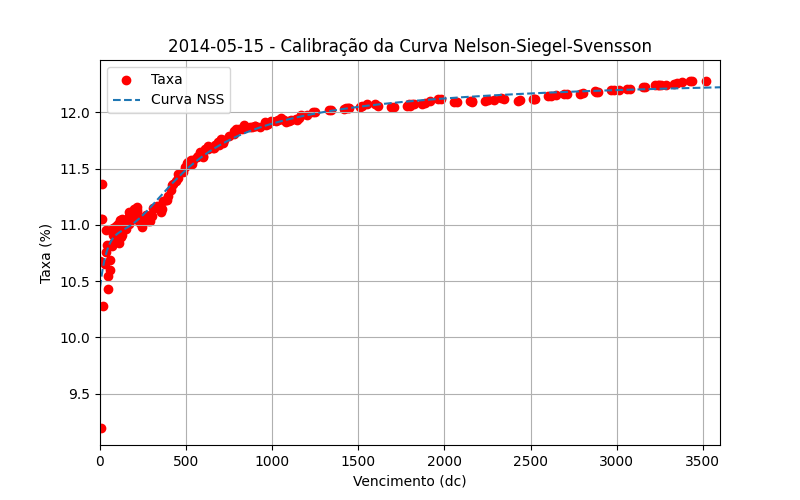 2014-05-15 - Calibração da Curva Nelson-Siegel-Svensson
Taxa
Curva NSS
12.0
11.5
11.0
10.5
10.0
9.5
Taxa (%)
0 500 1000 1500 2000 2500 3000 3500
Vencimento (dc)